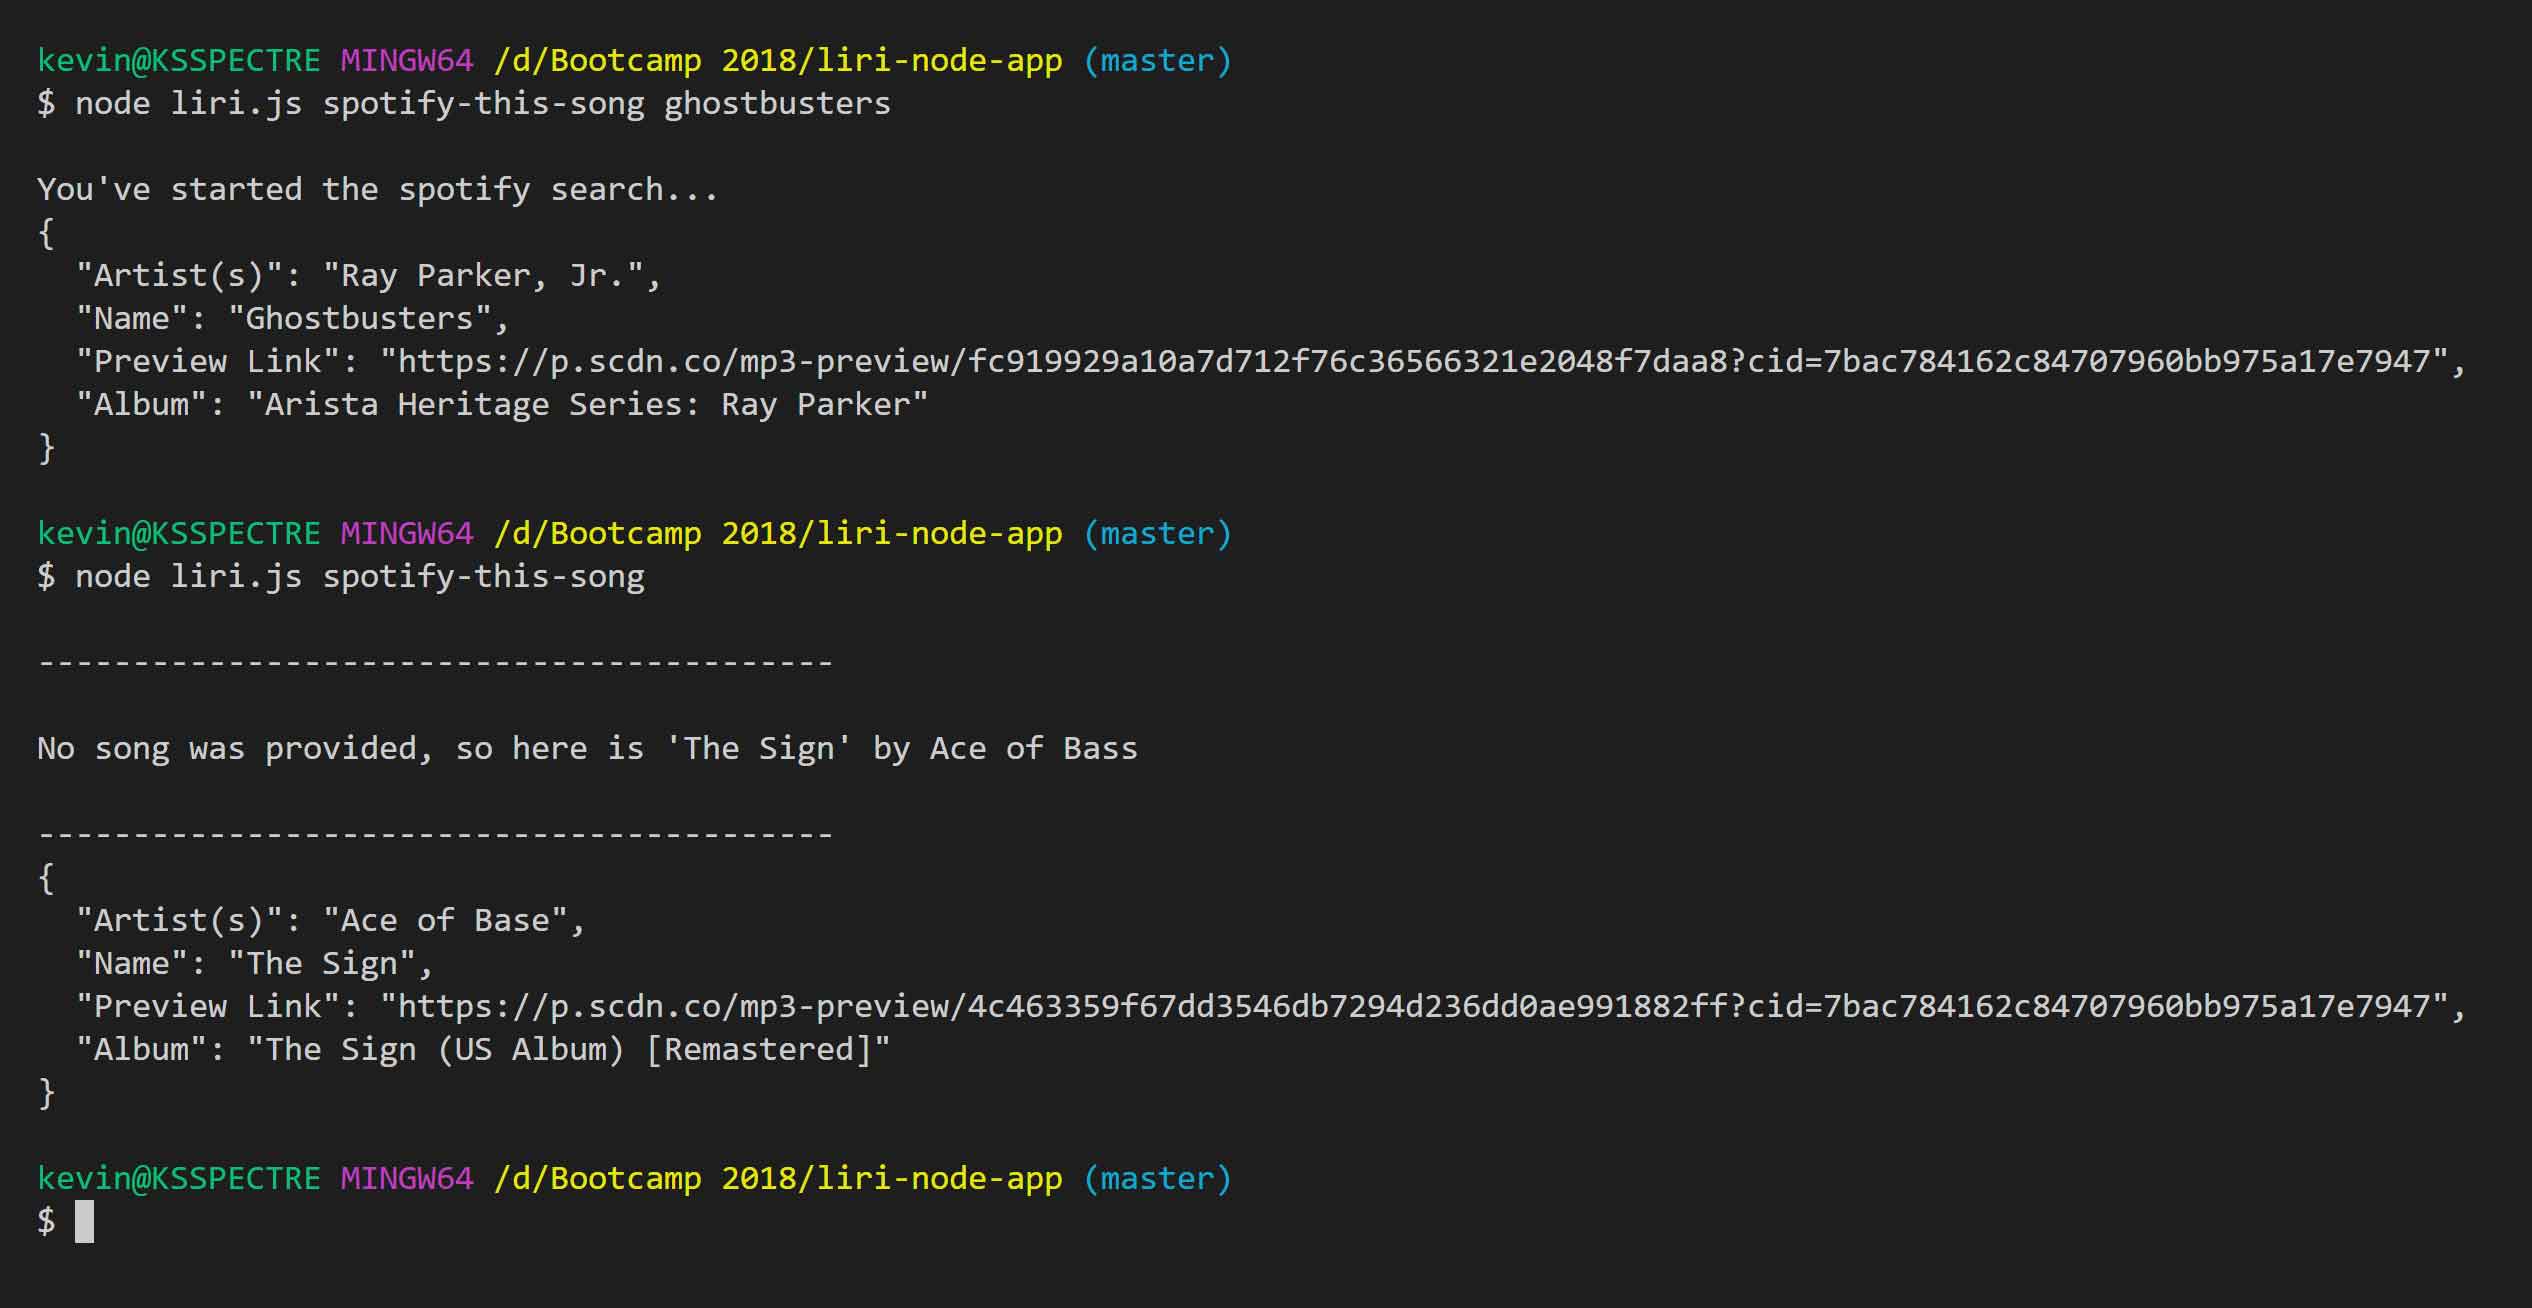 kevin@KSSPECTRE MINGW64 /d/Bootcamp 2018/liri-node-app (master)
$ node liri.js spotify-this-song ghostbusters
You've started the spotify search...
{
"Artist(s)": "Ray Parker, Jr.",
"Name": "Ghostbusters",
"Preview Link": "https://p.scdn.co/mp3-preview/fc919929a10a7d712f76c36566321e2048f7daa8?cid=7bac784162c84707960bb975a17e7947",
"Album": "Arista Heritage Series: Ray Parker"
}
kevin@KSSPECTRE MINGW64 /d/Bootcamp 2018/liri-node-app (master)
$ node liri.js spotify-this-song
------------------------------------------
No song was provided, so here is 'The Sign' by Ace of Bass
------------------------------------------
{
"Artist(s)": "Ace of Base",
"Name": "The Sign",
"Preview Link": "https://p.scdn.co/mp3-preview/4c463359f67dd3546db7294d236dd0ae991882ff?cid=7bac784162c84707960bb975a17e7947",
"Album": "The Sign (US Album) [Remastered]"
}
kevin@KSSPECTRE MINGW64 /d/Bootcamp 2018/liri-node-app (master)
$